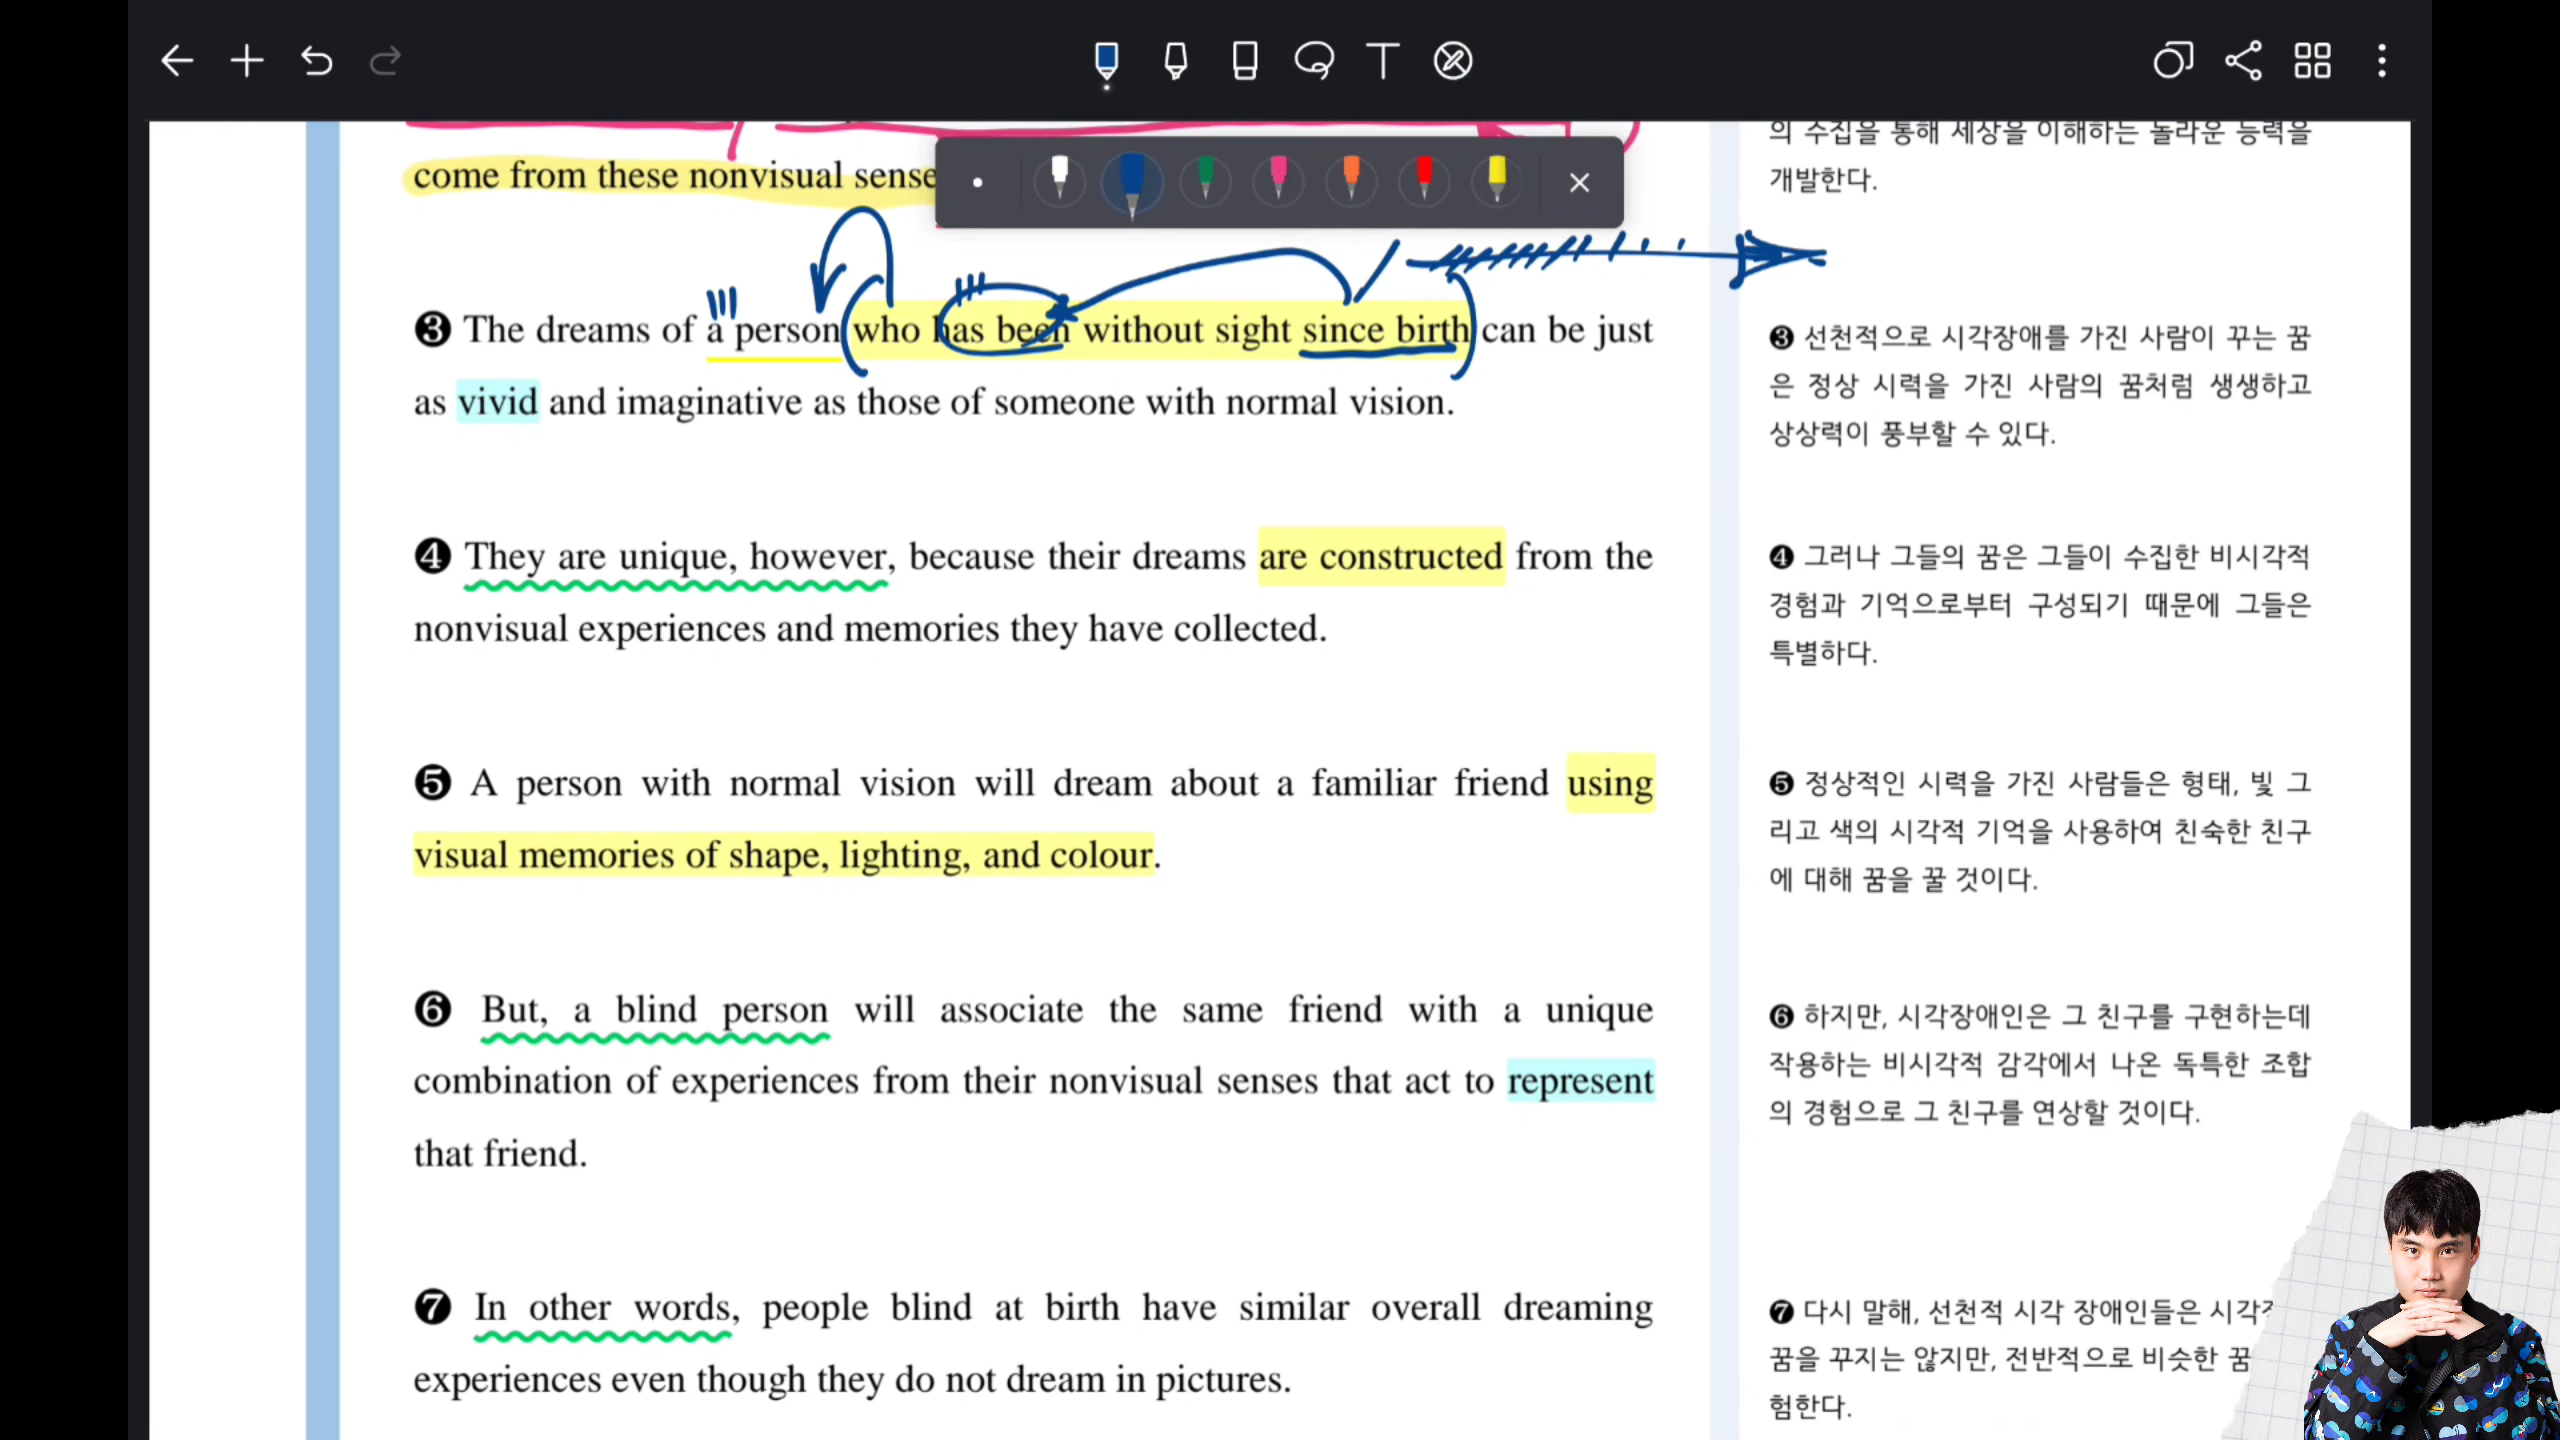 come from these nonvisual sense
❸ The dreams of a person who has been without sight since birth can be just
as vivid and imaginative as those of someone with normal vision.
❹ They are unique, however, because their dreams are constructed from the
nonvisual experiences and memories they have collected.
❺ A person with normal vision will dream about a familiar friend using
visual memories of shape, lighting, and colour.
❻ But, a blind person will associate the same friend with a unique
combination of experiences from their nonvisual senses that act to represent
that friend.
❼ In other words, people blind at birth have similar overall dreaming
experiences even though they do not dream in pictures.
의 수집을 통해 세상을 이해하는 놀라운 능력을
개발한다.
❸ 선천적으로 시각장애를 가진 사람이 꾸는 꿈
은 정상 시력을 가진 사람의 꿈처럼 생생하고
상상력이 풍부할 수 있다.
❹ 그러나 그들의 꿈은 그들이 수집한 비시각적
경험과 기억으로부터 구성되기 때문에 그들은
특별하다.
❺ 정상적인 시력을 가진 사람들은 형태, 빛 그
리고 색의 시각적 기억을 사용하여 친숙한 친구
에 대해 꿈을 꿀 것이다.
❻ 하지만, 시각장애인은 그 친구를 구현하는데
작용하는 비시각적 감각에서 나온 독특한 조합
의 경험으로 그 친구를 연상할 것이다.
❼ 다시 말해, 선천적 시각 장애인들은 시각
꿈을 꾸지는 않지만, 전반적으로 비슷한 꿈
험한다.